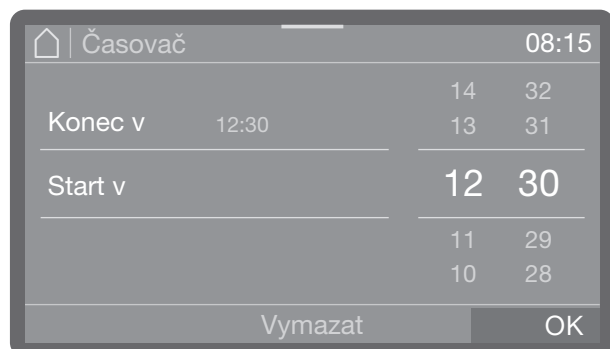 Časovač 08:15
14 32
Konec v 12:30 13 31
Start v 12 30
11 29
10 28
Vymazat OK